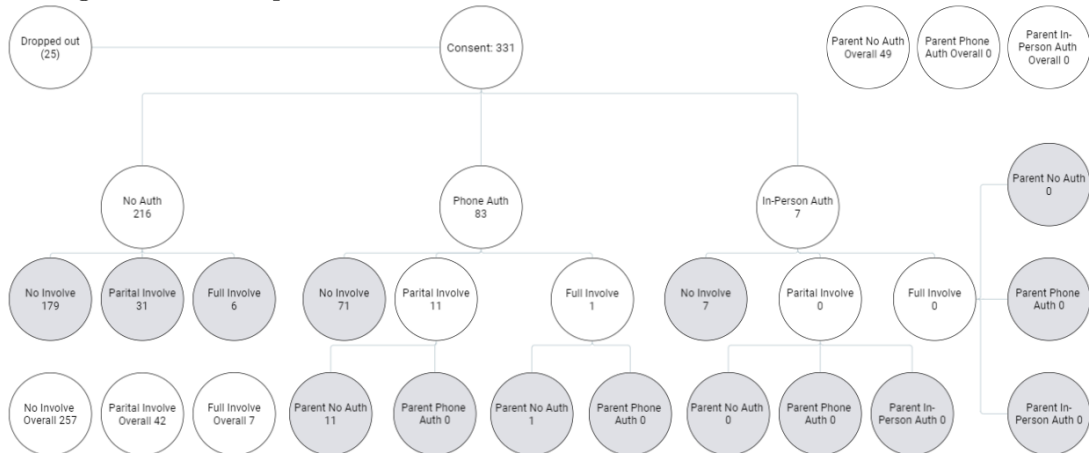 Dropped out
(25)
Consent: 331
Parent No Auth
Overall 49
Parent Phone
Auth Overall 0
Parent In-
Person Auth
Overall 0
No Auth
216
Phone Auth
83
In-Person Auth
7
Parent No Auth
0
No Involve
179
Parital Involve
31
Full Involve
6
No Involve
71
Parital Involve
11
Full Involve
1
No Involve
7
Parital Involve
0
Full Involve
0
Parent Phone
Auth 0
No Involve
Overall 257
Parital Involve
Overall 42
Full Involve
Overall 7
Parent No Auth
11
Parent Phone
Auth 0
Parent No Auth
1
Parent Phone
Auth 0
Parent No Auth
0
Parent Phone
Auth 0
Parent In-
Person Auth 0
Parent In-
Person Auth 0